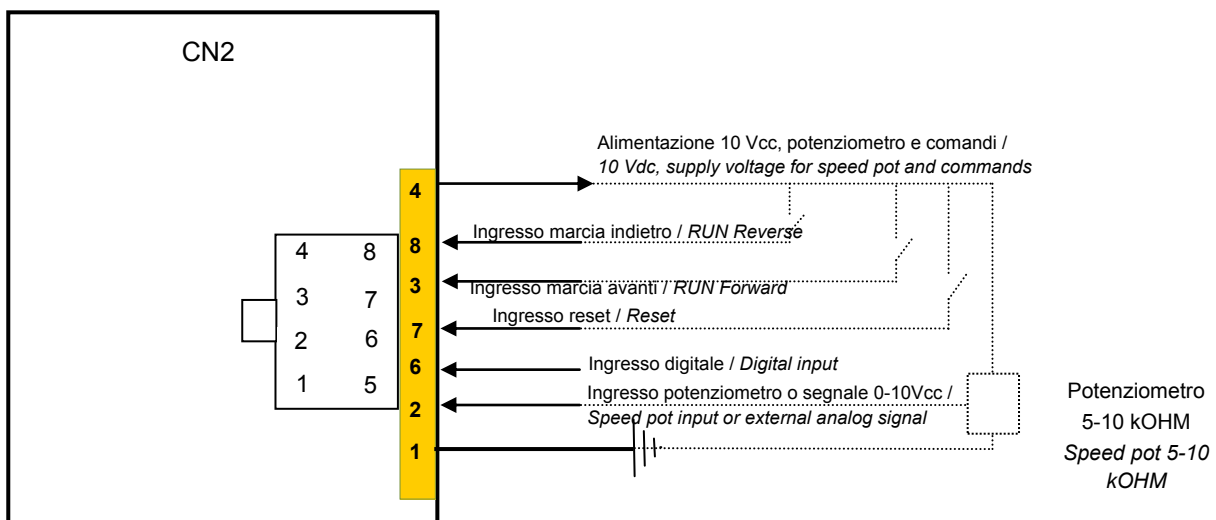 CN2
Alimentazione 10 Vcc, potenziometro e comandi /
10 Vdc, supply voltage for speed pot and commands
4
Ingresso marcia indietro / RUN Reverse
8
4 8
3
Ingresso marcia avanti / RUN Forward
3 7
Ingresso reset / Reset
7
2 6
6
Ingresso digitale / Digital input
1 5
Ingresso potenziometro o segnale 0-10Vcc /
2
Speed pot input or external analog signal
1
Potenziometro
5-10 kOHM
Speed pot 5-10
kOHM